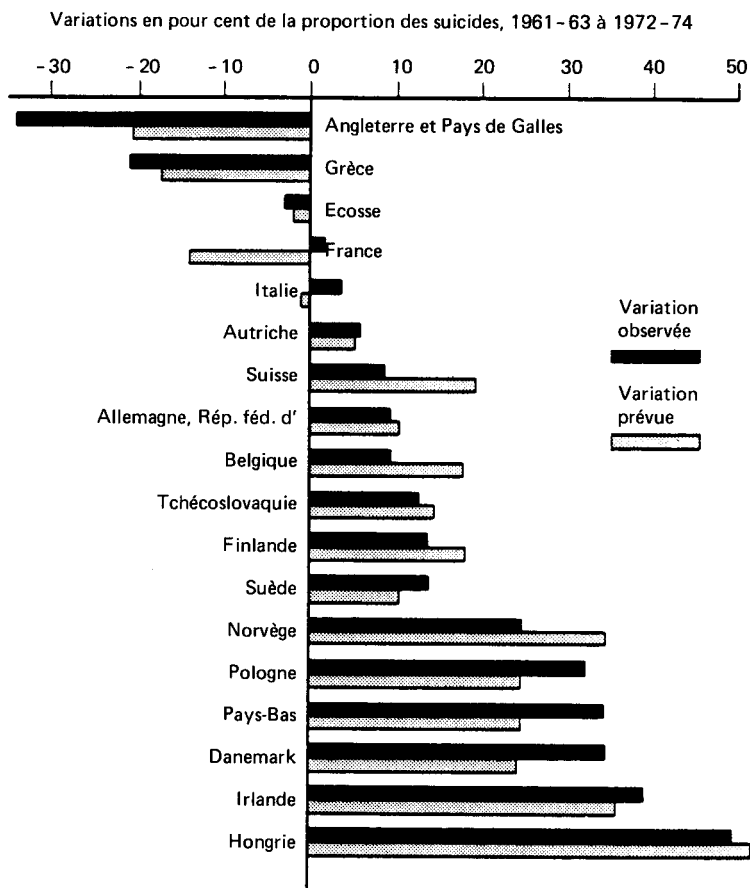 Variations en pour cent de la proportion des suicides, 1961-63 à 1972-74
-30 -20 -10 0 10 20 30 40 50
Angleterre et Pays de Galles
Grèce
Ecosse
France
Italie
Autriche
Suisse
Allemagne, Rép. féd. d'
Belgique
Tchécoslovaquie
Finlande
Suède
Norvège
Pologne
Pays-Bas
Danemark
Irlande
Hongrie
Variation
observée
Variation
prévue